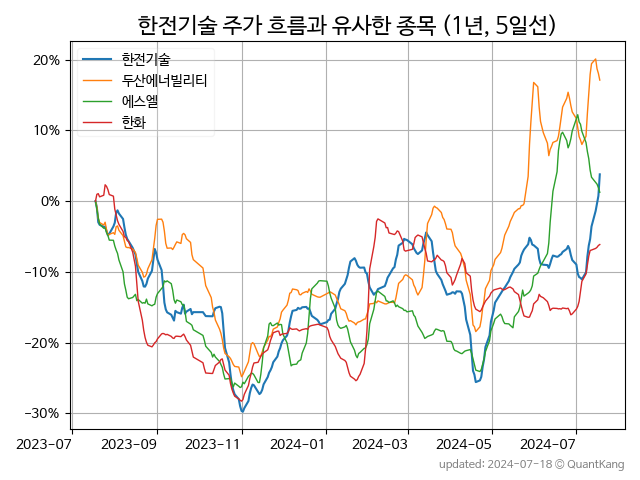 한전기술 주가 흐름과 유사한 종목 (1년, 5일선)
한전기술
두산에너빌리티
에스엘
한화
20%
10%
0%
−10%
−20%
−30%
2023-07 2023-09 2023-11 2024-01 2024-03 2024-05 2024-07
updated: 2024-07-18 © QuantKang